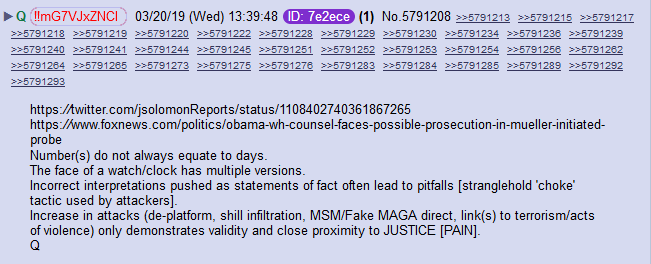 ▶ Q !!mG7VJxZNCI 03/20/19 (Wed) 13:39:48 ID: 7e2ece (1) No.5791208 >>5791213 >>5791215 >>5791217
>>5791218 >>5791219 >>5791220 >>5791222 >>5791228 >>5791229 >>5791230 >>5791234 >>5791236 >>5791239
>>5791240 >>5791241 >>5791244 >>5791245 >>5791251 >>5791252 >>5791253 >>5791254 >>5791256 >>5791262
>>5791264 >>5791265 >>5791273 >>5791275 >>5791276 >>5791283 >>5791284 >>5791285 >>5791289 >>5791292
>>5791293
https://twitter.com/jsolomonReports/status/1108402740361867265
https://www.foxnews.com/politics/obama-wh-counsel-faces-possible-prosecution-in-mueller-initiated-
probe
Number(s) do not always equate to days.
The face of a watch/clock has multiple versions.
Incorrect interpretations pushed as statements of fact often lead to pitfalls [stranglehold 'choke'
tactic used by attackers].
Increase in attacks (de-platform, shill infiltration, MSM/Fake MAGA direct, link(s) to terrorism/acts
of violence) only demonstrates validity and close proximity to JUSTICE [PAIN].
Q